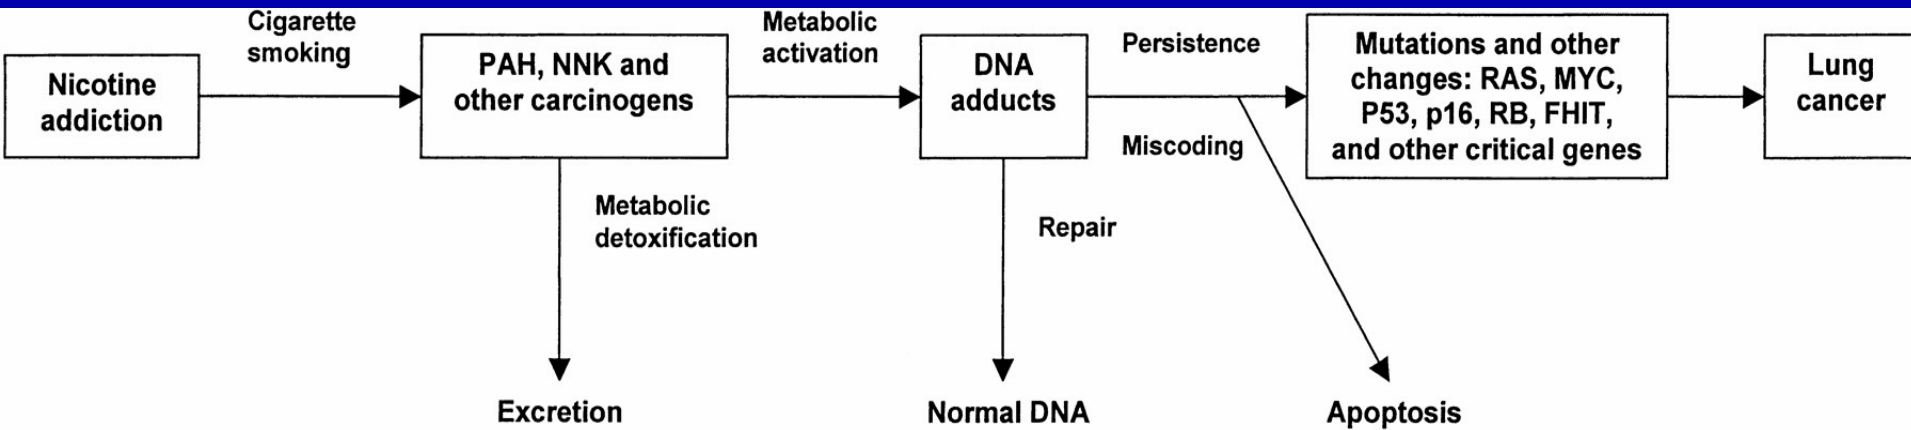 Nicotine
addiction
Cigarette
smoking
PAH, NNK and
other carcinogens
Metabolic
activation
DNA
adducts
Persistence
Miscoding
Mutations and other
changes: RAS, MYC,
P53, p16, RB, FHIT,
and other critical genes
Lung
cancer
Metabolic
detoxification
Repair
Excretion
Normal DNA
Apoptosis